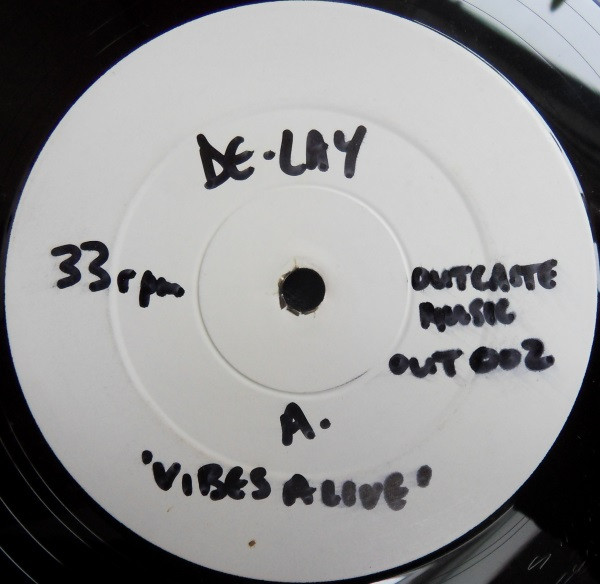 DE-LAY
33rpm
OUTCASTE
MUSIC
OUT 002
A.
'VIBES ALIVE'